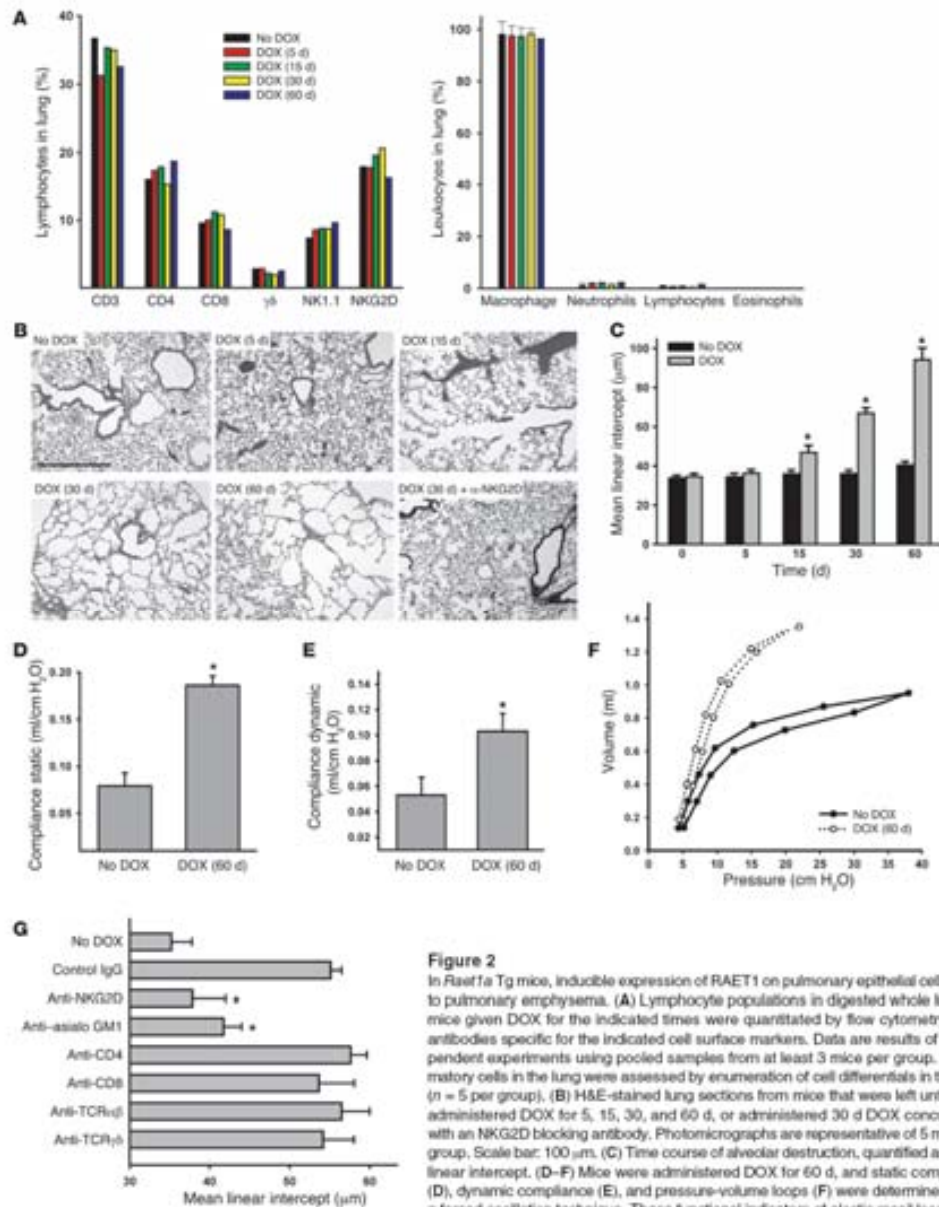 A
Lymphocytes in lung (%)
40
30
20
10
No DOX
DOX (5 d)
DOX (15 d)
DOX (30 d)
DOX (60 d)
CD3 CD4 CD8 γδ NK1.1 NKG2D
Leukocytes in lung (%)
100
80
60
40
20
0
Macrophage Neutrophils Lymphocytes Eosinophils
B
No DOX
DOX (5 d)
DOX (15 d)
DOX (30 d)
DOX (60 d)
DOX (30 d) + α-NKG2D
C
Mean linear intercept (μm)
100
80
60
40
20
0
No DOX
DOX
* * *
0 5 15 30 60
Time (d)
D
Compliance static (ml/cm H2O)
0.20
0.15
0.10
0.05
*
No DOX DOX (60 d)
E
Compliance dynamic
(ml/cm H2O)
0.14
0.12
0.10
0.08
0.06
0.04
0.02
*
No DOX DOX (60 d)
F
Volume (ml)
1.4
1.2
1.0
0.8
0.6
0.4
0.2
0.0
No DOX
DOX (60 d)
0 5 10 15 20 25 30 35 40
Pressure (cm H2O)
G
No DOX
Control IgG
Anti-NKG2D *
Anti–asialo GM1 *
Anti-CD4
Anti-CD8
Anti-TCRαβ
Anti-TCRγδ
30 40 50 60
Mean linear intercept (μm)
Figure 2
In Raet1a Tg mice, inducible expression of RAET1 on pulmonary epithelial cel
to pulmonary emphysema. (A) Lymphocyte populations in digested whole l
mice given DOX for the indicated times were quantitated by flow cytometry
antibodies specific for the indicated cell surface markers. Data are results of
pendent experiments using pooled samples from at least 3 mice per group.
matory cells in the lung were assessed by enumeration of cell differentials in t
(n = 5 per group). (B) H&E-stained lung sections from mice that were left unt
administered DOX for 5, 15, 30, and 60 d, or administered 30 d DOX conc
with an NKG2D blocking antibody. Photomicrographs are representative of 5 m
group. Scale bar: 100 μm. (C) Time course of alveolar destruction, quantified a
linear intercept. (D–F) Mice were administered DOX for 60 d, and static com
(D), dynamic compliance (E), and pressure-volume loops (F) were determine